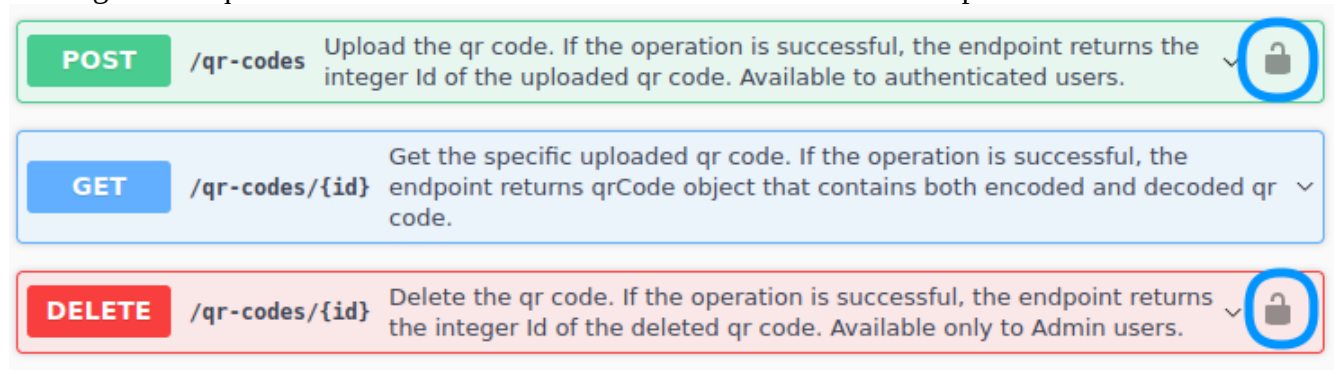 POST /qr-codes Upload the qr code. If the operation is successful, the endpoint returns the
integer Id of the uploaded qr code. Available to authenticated users.
Get the specific uploaded qr code. If the operation is successful, the
GET /qr-codes/{id} endpoint returns qrCode object that contains both encoded and decoded qr
code.
DELETE /qr-codes/{id} Delete the qr code. If the operation is successful, the endpoint returns
the integer Id of the deleted qr code. Available only to Admin users.